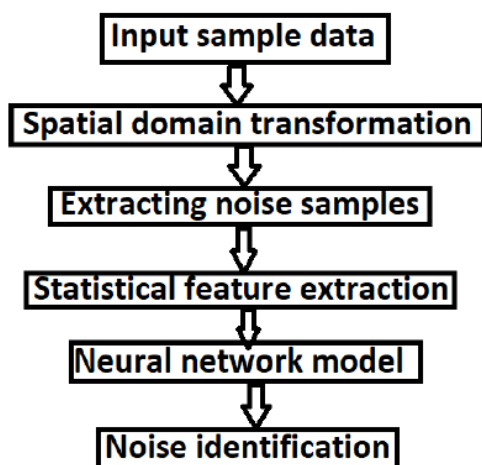 Input sample data
Spatial domain transformation
Extracting noise samples
Statistical feature extraction
Neural network model
Noise identification